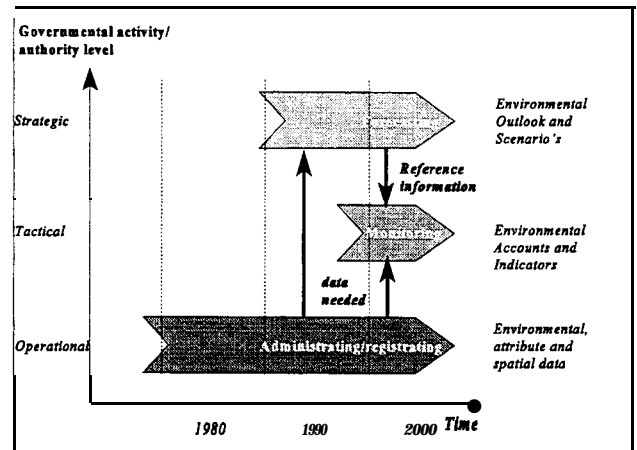 Governmental activity/
authority level
Strategic
Environmental
Outlook and
Scenario's
Reference
information
Tactical
Monitoring
Environmental
Accounts and
Indicators
data
needed
Operational
Administrating/registrating
Environmental,
attribute and
spatial data
1980
1990
2000
Time